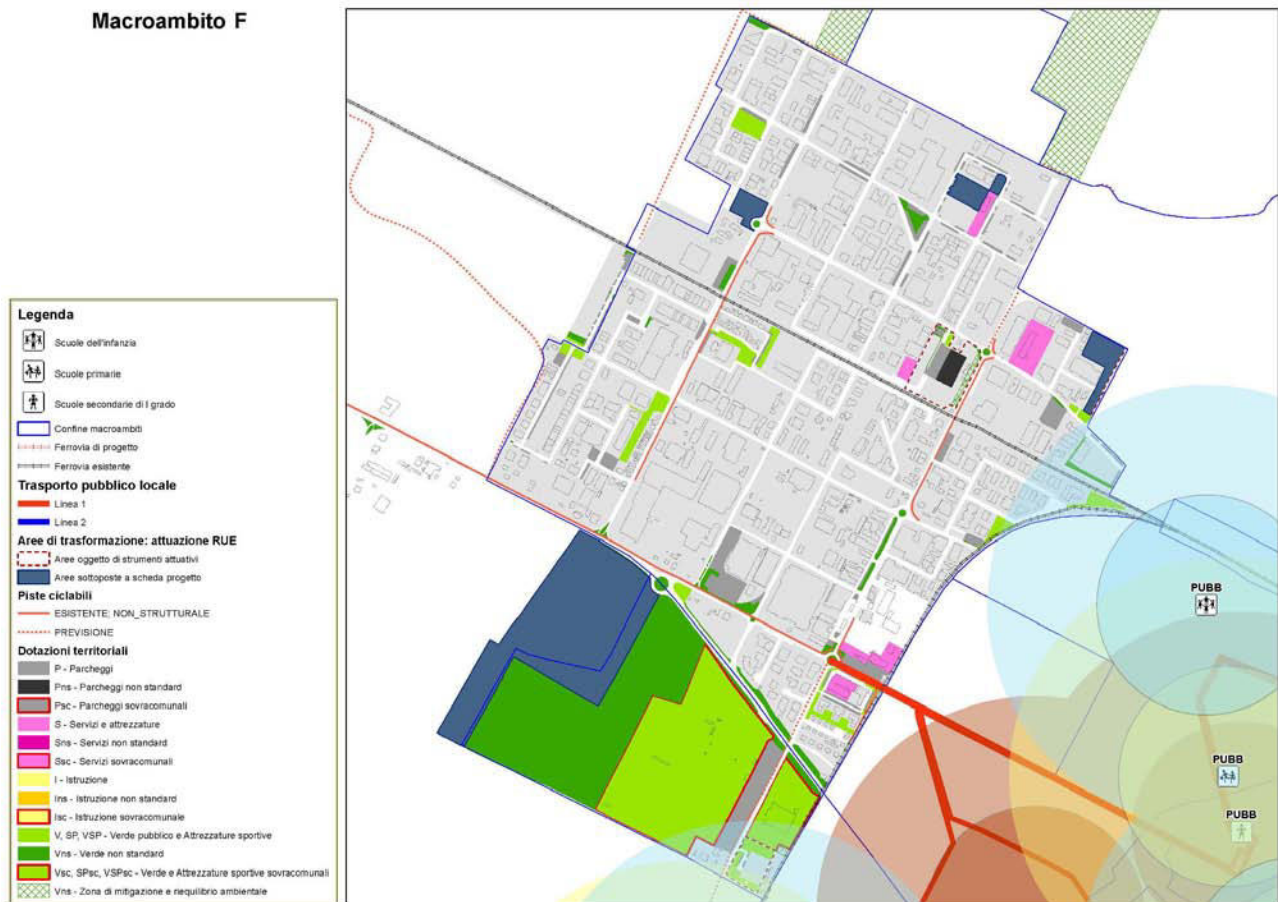 Macroambito F
Legenda
Scuole dell'infanzia
Scuole primarie
Scuole secondarie di I grado
Confine macroambiti
Ferrovia di progetto
Ferrovia esistente
Trasporto pubblico locale
Linea 1
Linea 2
Aree di trasformazione: attuazione RUE
Aree oggetto di strumenti attuativi
Aree sottoposte a scheda progetto
Piste ciclabili
ESISTENTE; NON_STRUTTURALE
PREVISIONE
Dotazioni territoriali
P - Parcheggi
Pns - Parcheggi non standard
Psc - Parcheggi sovracomunali
S - Servizi e attrezzature
Sns - Servizi non standard
Ssc - Servizi sovracomunali
I - Istruzione
Ins - Istruzione non standard
Isc - Istruzione sovracomunale
V, SP, VSP - Verde pubblico e Attrezzature sportive
Vns - Verde non standard
Vsc, SPsc, VSPsc - Verde e Attrezzature sportive sovracomunali
Vns - Zona di mitigazione e riequilibrio ambientale
PUBB
PUBB
PUBB